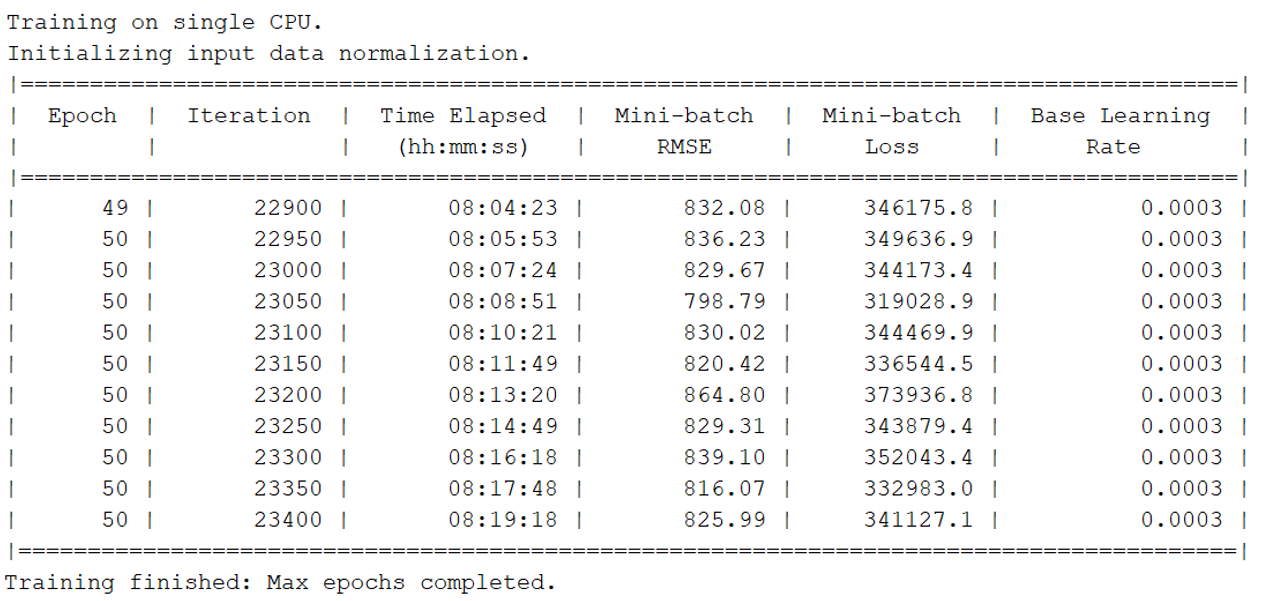 Training on single CPU.
Initializing input data normalization.
|========================================================================================|
| Epoch | Iteration | Time Elapsed | Mini-batch | Mini-batch | Base Learning |
| | | (hh:mm:ss) | RMSE | Loss | Rate |
|========================================================================================|
| 49 | 22900 | 08:04:23 | 832.08 | 346175.8 | 0.0003 |
| 50 | 22950 | 08:05:53 | 836.23 | 349636.9 | 0.0003 |
| 50 | 23000 | 08:07:24 | 829.67 | 344173.4 | 0.0003 |
| 50 | 23050 | 08:08:51 | 798.79 | 319028.9 | 0.0003 |
| 50 | 23100 | 08:10:21 | 830.02 | 344469.9 | 0.0003 |
| 50 | 23150 | 08:11:49 | 820.42 | 336544.5 | 0.0003 |
| 50 | 23200 | 08:13:20 | 864.80 | 373936.8 | 0.0003 |
| 50 | 23250 | 08:14:49 | 829.31 | 343879.4 | 0.0003 |
| 50 | 23300 | 08:16:18 | 839.10 | 352043.4 | 0.0003 |
| 50 | 23350 | 08:17:48 | 816.07 | 332983.0 | 0.0003 |
| 50 | 23400 | 08:19:18 | 825.99 | 341127.1 | 0.0003 |
|========================================================================================|
Training finished: Max epochs completed.